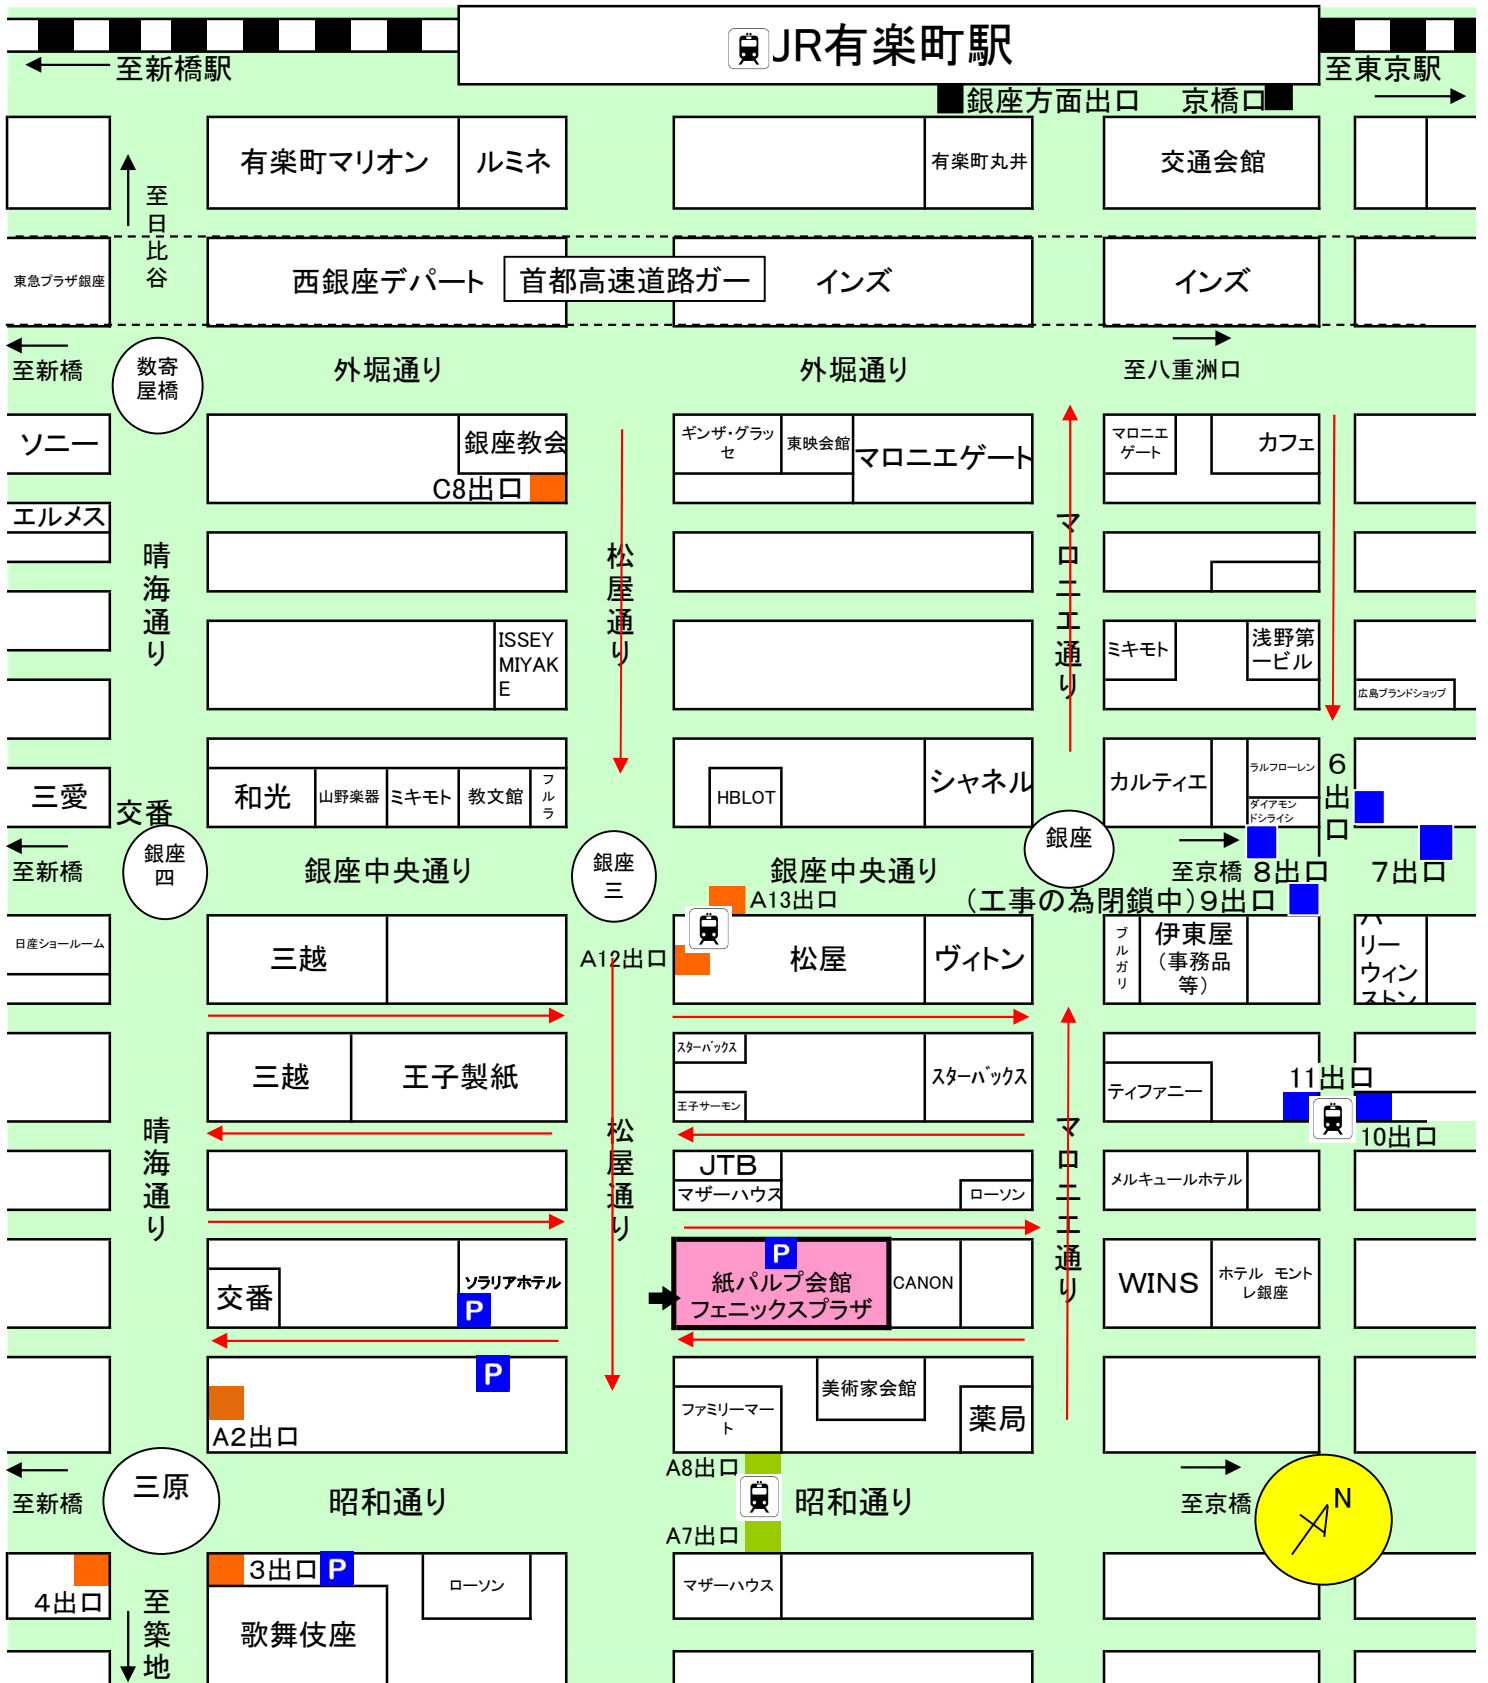 JR有楽町駅
至新橋駅
至東京駅
銀座方面出口
京橋口
有楽町マリオン
ルミネ
有楽町丸井
交通会館
至
日
比
谷
東急プラザ銀座
西銀座デパート
首都高速道路ガー
インズ
インズ
至新橋
数寄
屋橋
外堀通り
外堀通り
至八重洲口
ソニー
銀座教会
C8出口
ギンザ・グラッ
セ
東映会館
マロニエゲート
マロニエ
ゲート
カフェ
エルメス
晴海通り
松屋通り
マロニエ通り
ISSEY
MIYAK
E
ミキモト
浅野第
一ビル
広島ブランドショップ
三愛
交番
和光
山野楽器
ミキモト
教文館
フルラ
HBLOT
シャネル
カルティエ
ラルフローレン
ダイアモン
ドシライシ
6
出
口
至新橋
銀座
四
銀座中央通り
銀座
三
銀座中央通り
銀座
至京橋
8出口
7出口
A13出口
(工事の為閉鎖中)9出口
日産ショールーム
三越
A12出口
松屋
ヴィトン
ブルガリ
伊東屋
(事務品
等)
リー
ウィン
ストン
三越
王子製紙
スターバックス
王子サーモン
スターバックス
ティファニー
11出口
10出口
晴海通り
松屋通り
マロニエ通り
JTB
マザーハウス
ローソン
メルキュールホテル
交番
ソラリアホテル
P
P
紙パルプ会館
フェニックスプラザ
CANON
WINS
ホテル モント
レ銀座
P
A2出口
ファミリーマー
ト
美術家会館
薬局
至新橋
三原
昭和通り
A8出口
A7出口
昭和通り
至京橋
N
4出口
3出口
P
ローソン
マザーハウス
歌舞伎座
至
築
地